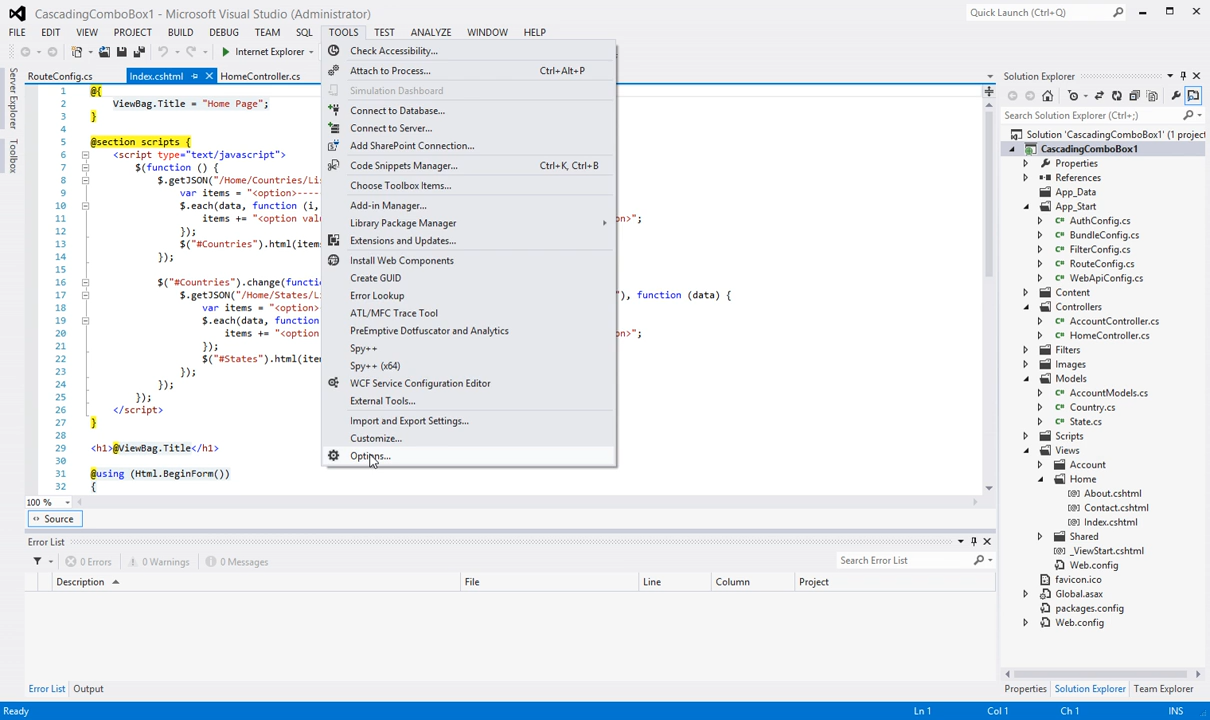 CascadingComboBox1 - Microsoft Visual Studio (Administrator)
Quick Launch (Ctrl+Q)
FILE EDIT VIEW PROJECT BUILD DEBUG TEAM SQL TOOLS TEST ANALYZE WINDOW HELP
Internet Explorer
Server Explorer
Toolbox
RouteConfig.cs Index.cshtml HomeController.cs
1 @{
2 ViewBag.Title = "Home Page";
3 }
4
5 @section scripts {
6 <script type="text/javascript">
7 $(function () {
8 $.getJSON("/Home/Countries/Lis
9 var items = "<option>----
10 $.each(data, function (i,
11 items += "<option valu on>";
12 });
13 $("#Countries").html(item
14 });
15
16 $("#Countries").change(functi
17 $.getJSON("/Home/States/Li "), function (data) {
18 var items = "<option>
19 $.each(data, function
20 items += "<option on>";
21 });
22 $("#States").html(ite
23 });
24 });
25 });
26 </script>
27 }
28
29 <h1>@ViewBag.Title</h1>
30
31 @using (Html.BeginForm())
32 {
Check Accessibility...
Attach to Process... Ctrl+Alt+P
Simulation Dashboard
Connect to Database...
Connect to Server...
Add SharePoint Connection...
Code Snippets Manager... Ctrl+K, Ctrl+B
Choose Toolbox Items...
Add-in Manager...
Library Package Manager
Extensions and Updates...
Install Web Components
Create GUID
Error Lookup
ATL/MFC Trace Tool
PreEmptive Dotfuscator and Analytics
Spy++
Spy++ (x64)
WCF Service Configuration Editor
External Tools...
Import and Export Settings...
Customize...
Options...
100 %
Source
Error List
0 Errors 0 Warnings 0 Messages
Search Error List
Description File Line Column Project
Error List Output
Solution Explorer
Search Solution Explorer (Ctrl+;)
Solution 'CascadingComboBox1' (1 project
CascadingComboBox1
Properties
References
App_Data
App_Start
C# AuthConfig.cs
C# BundleConfig.cs
C# FilterConfig.cs
C# RouteConfig.cs
C# WebApiConfig.cs
Content
Controllers
C# AccountController.cs
C# HomeController.cs
Filters
Images
Models
C# AccountModels.cs
C# Country.cs
C# State.cs
Scripts
Views
Account
Home
[@] About.cshtml
[@] Contact.cshtml
[@] Index.cshtml
Shared
[@] _ViewStart.cshtml
Web.config
favicon.ico
Global.asax
packages.config
Web.config
Properties Solution Explorer Team Explorer
Ready Ln 1 Col 1 Ch 1 INS